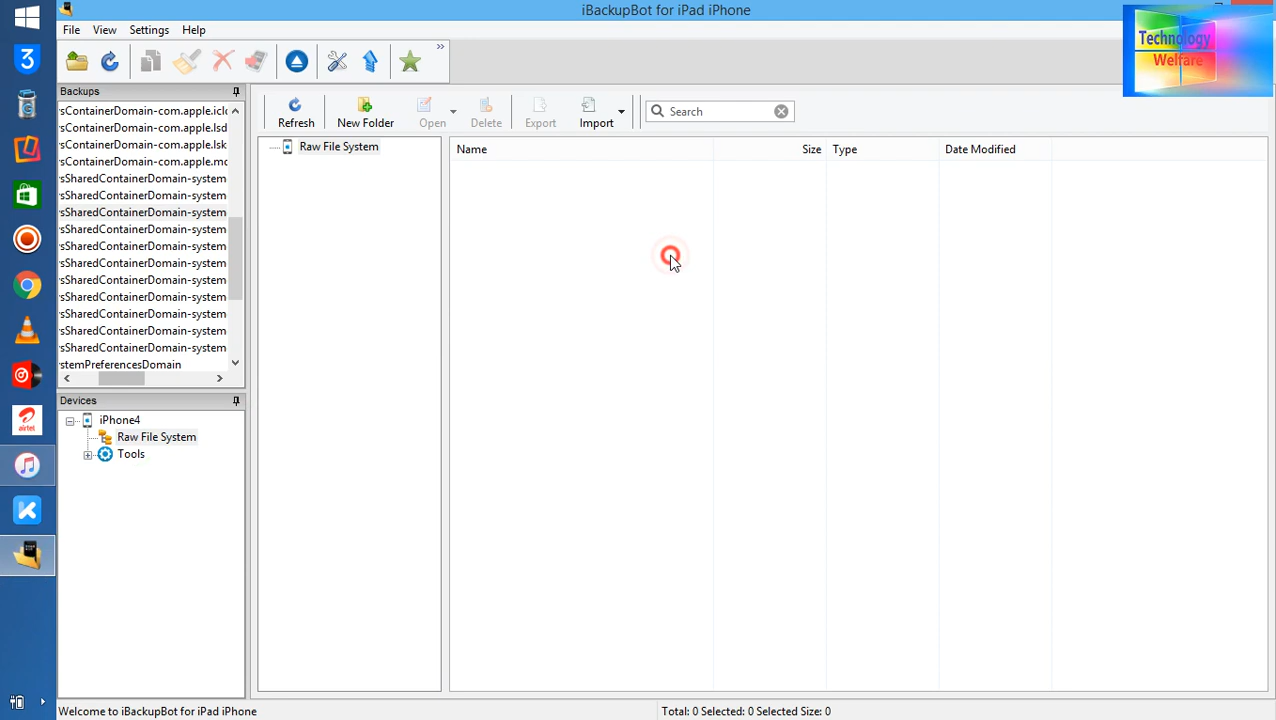 iBackupBot for iPad iPhone
File View Settings Help
Technology
Welfare
Backups
sContainerDomain-com.apple.iclo
sContainerDomain-com.apple.lsd
sContainerDomain-com.apple.lsk
sContainerDomain-com.apple.mo
sSharedContainerDomain-system
sSharedContainerDomain-system
sSharedContainerDomain-system
sSharedContainerDomain-system
sSharedContainerDomain-system
sSharedContainerDomain-system
sSharedContainerDomain-system
sSharedContainerDomain-system
sSharedContainerDomain-system
sSharedContainerDomain-system
sSharedContainerDomain-system
stemPreferencesDomain
Devices
iPhone4
Raw File System
Tools
Refresh New Folder Open Delete Export Import Search
Raw File System
Name Size Type Date Modified
airtel
Welcome to iBackupBot for iPad iPhone
Total: 0 Selected: 0 Selected Size: 0